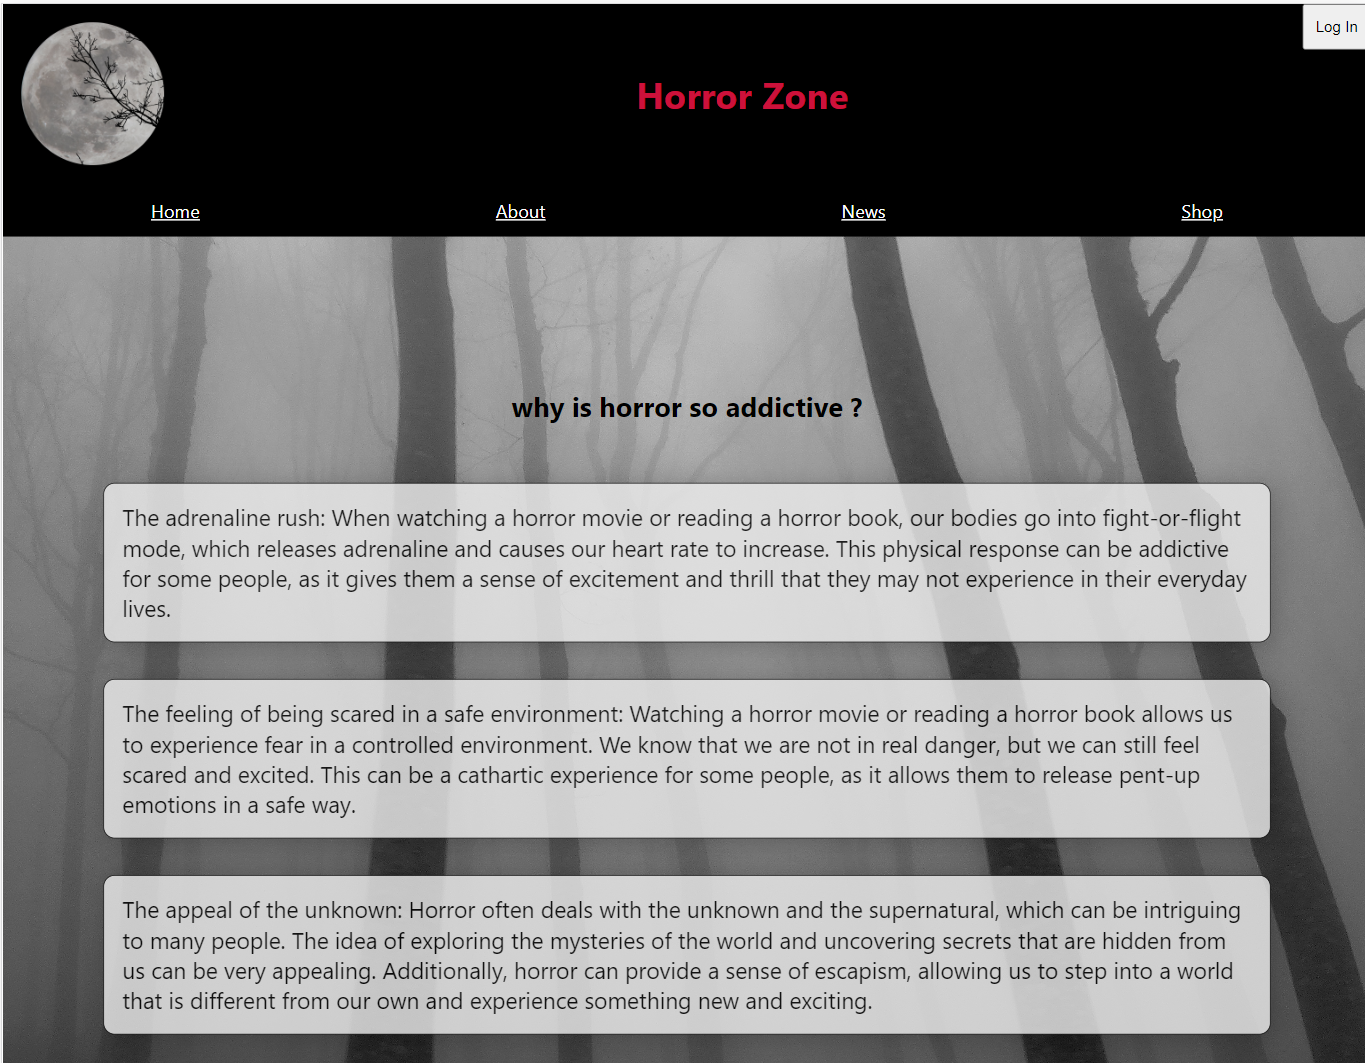 Log In
Horror Zone
Home
About
News
Shop
why is horror so addictive ?
The adrenaline rush: When watching a horror movie or reading a horror book, our bodies go into fight-or-flight
mode, which releases adrenaline and causes our heart rate to increase. This physical response can be addictive
for some people, as it gives them a sense of excitement and thrill that they may not experience in their everyday
lives.
The feeling of being scared in a safe environment: Watching a horror movie or reading a horror book allows us
to experience fear in a controlled environment. We know that we are not in real danger, but we can still feel
scared and excited. This can be a cathartic experience for some people, as it allows them to release pent-up
emotions in a safe way.
The appeal of the unknown: Horror often deals with the unknown and the supernatural, which can be intriguing
to many people. The idea of exploring the mysteries of the world and uncovering secrets that are hidden from
us can be very appealing. Additionally, horror can provide a sense of escapism, allowing us to step into a world
that is different from our own and experience something new and exciting.